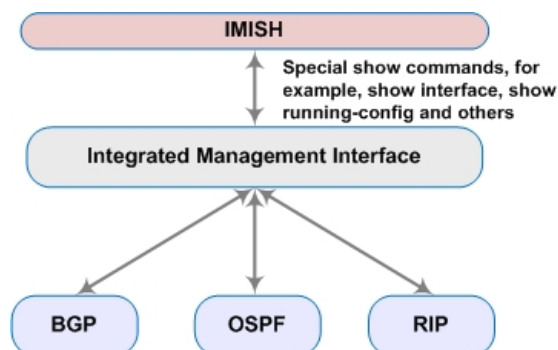 IMISH
Special show commands, for
example, show interface, show
running-config and others
Integrated Management Interface
BGP
OSPF
RIP